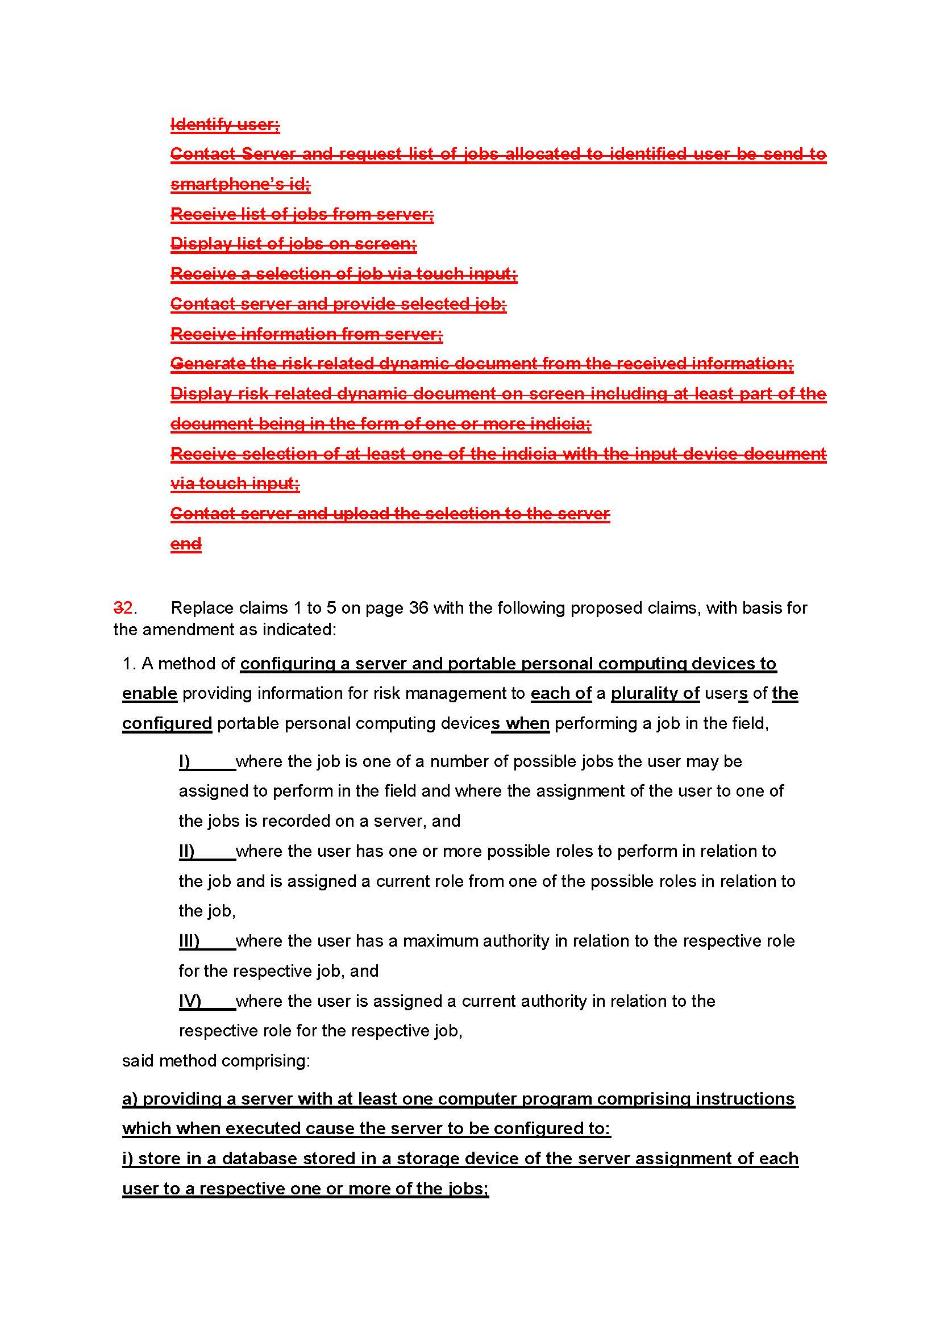 Identify user;
Contact Server and request list of jobs allocated to identified user be send to
smartphone's id;
Receive list of jobs from server;
Display list of jobs on screen;
Receive a selection of job via touch input;
Contact server and provide selected job;
Receive information from server;
Generate the risk related dynamic document from the received information;
Display risk related dynamic document on screen including at least part of the
document being in the form of one or more indicia;
Receive selection of at least one of the indicia with the input device document
via touch input;
Contact server and upload the selection to the server
end
32. Replace claims 1 to 5 on page 36 with the following proposed claims, with basis for
the amendment as indicated:
1. A method of configuring a server and portable personal computing devices to
enable providing information for risk management to each of a plurality of users of the
configured portable personal computing devices when performing a job in the field,
I) where the job is one of a number of possible jobs the user may be
assigned to perform in the field and where the assignment of the user to one of
the jobs is recorded on a server, and
II) where the user has one or more possible roles to perform in relation to
the job and is assigned a current role from one of the possible roles in relation to
the job,
III) where the user has a maximum authority in relation to the respective role
for the respective job, and
IV) where the user is assigned a current authority in relation to the
respective role for the respective job,
said method comprising:
a) providing a server with at least one computer program comprising instructions
which when executed cause the server to be configured to:
i) store in a database stored in a storage device of the server assignment of each
user to a respective one or more of the jobs;